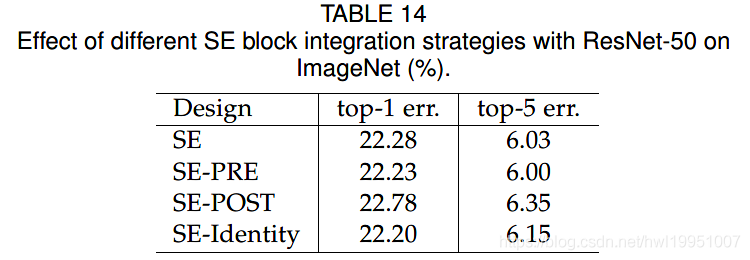 TABLE 14
Effect of different SE block integration strategies with ResNet-50 on
ImageNet (%).
Design top-1 err. top-5 err.
SE 22.28 6.03
SE-PRE 22.23 6.00
SE-POST 22.78 6.35
SE-Identity 22.20 6.15
https://blog.csdn.net/hwl19951007